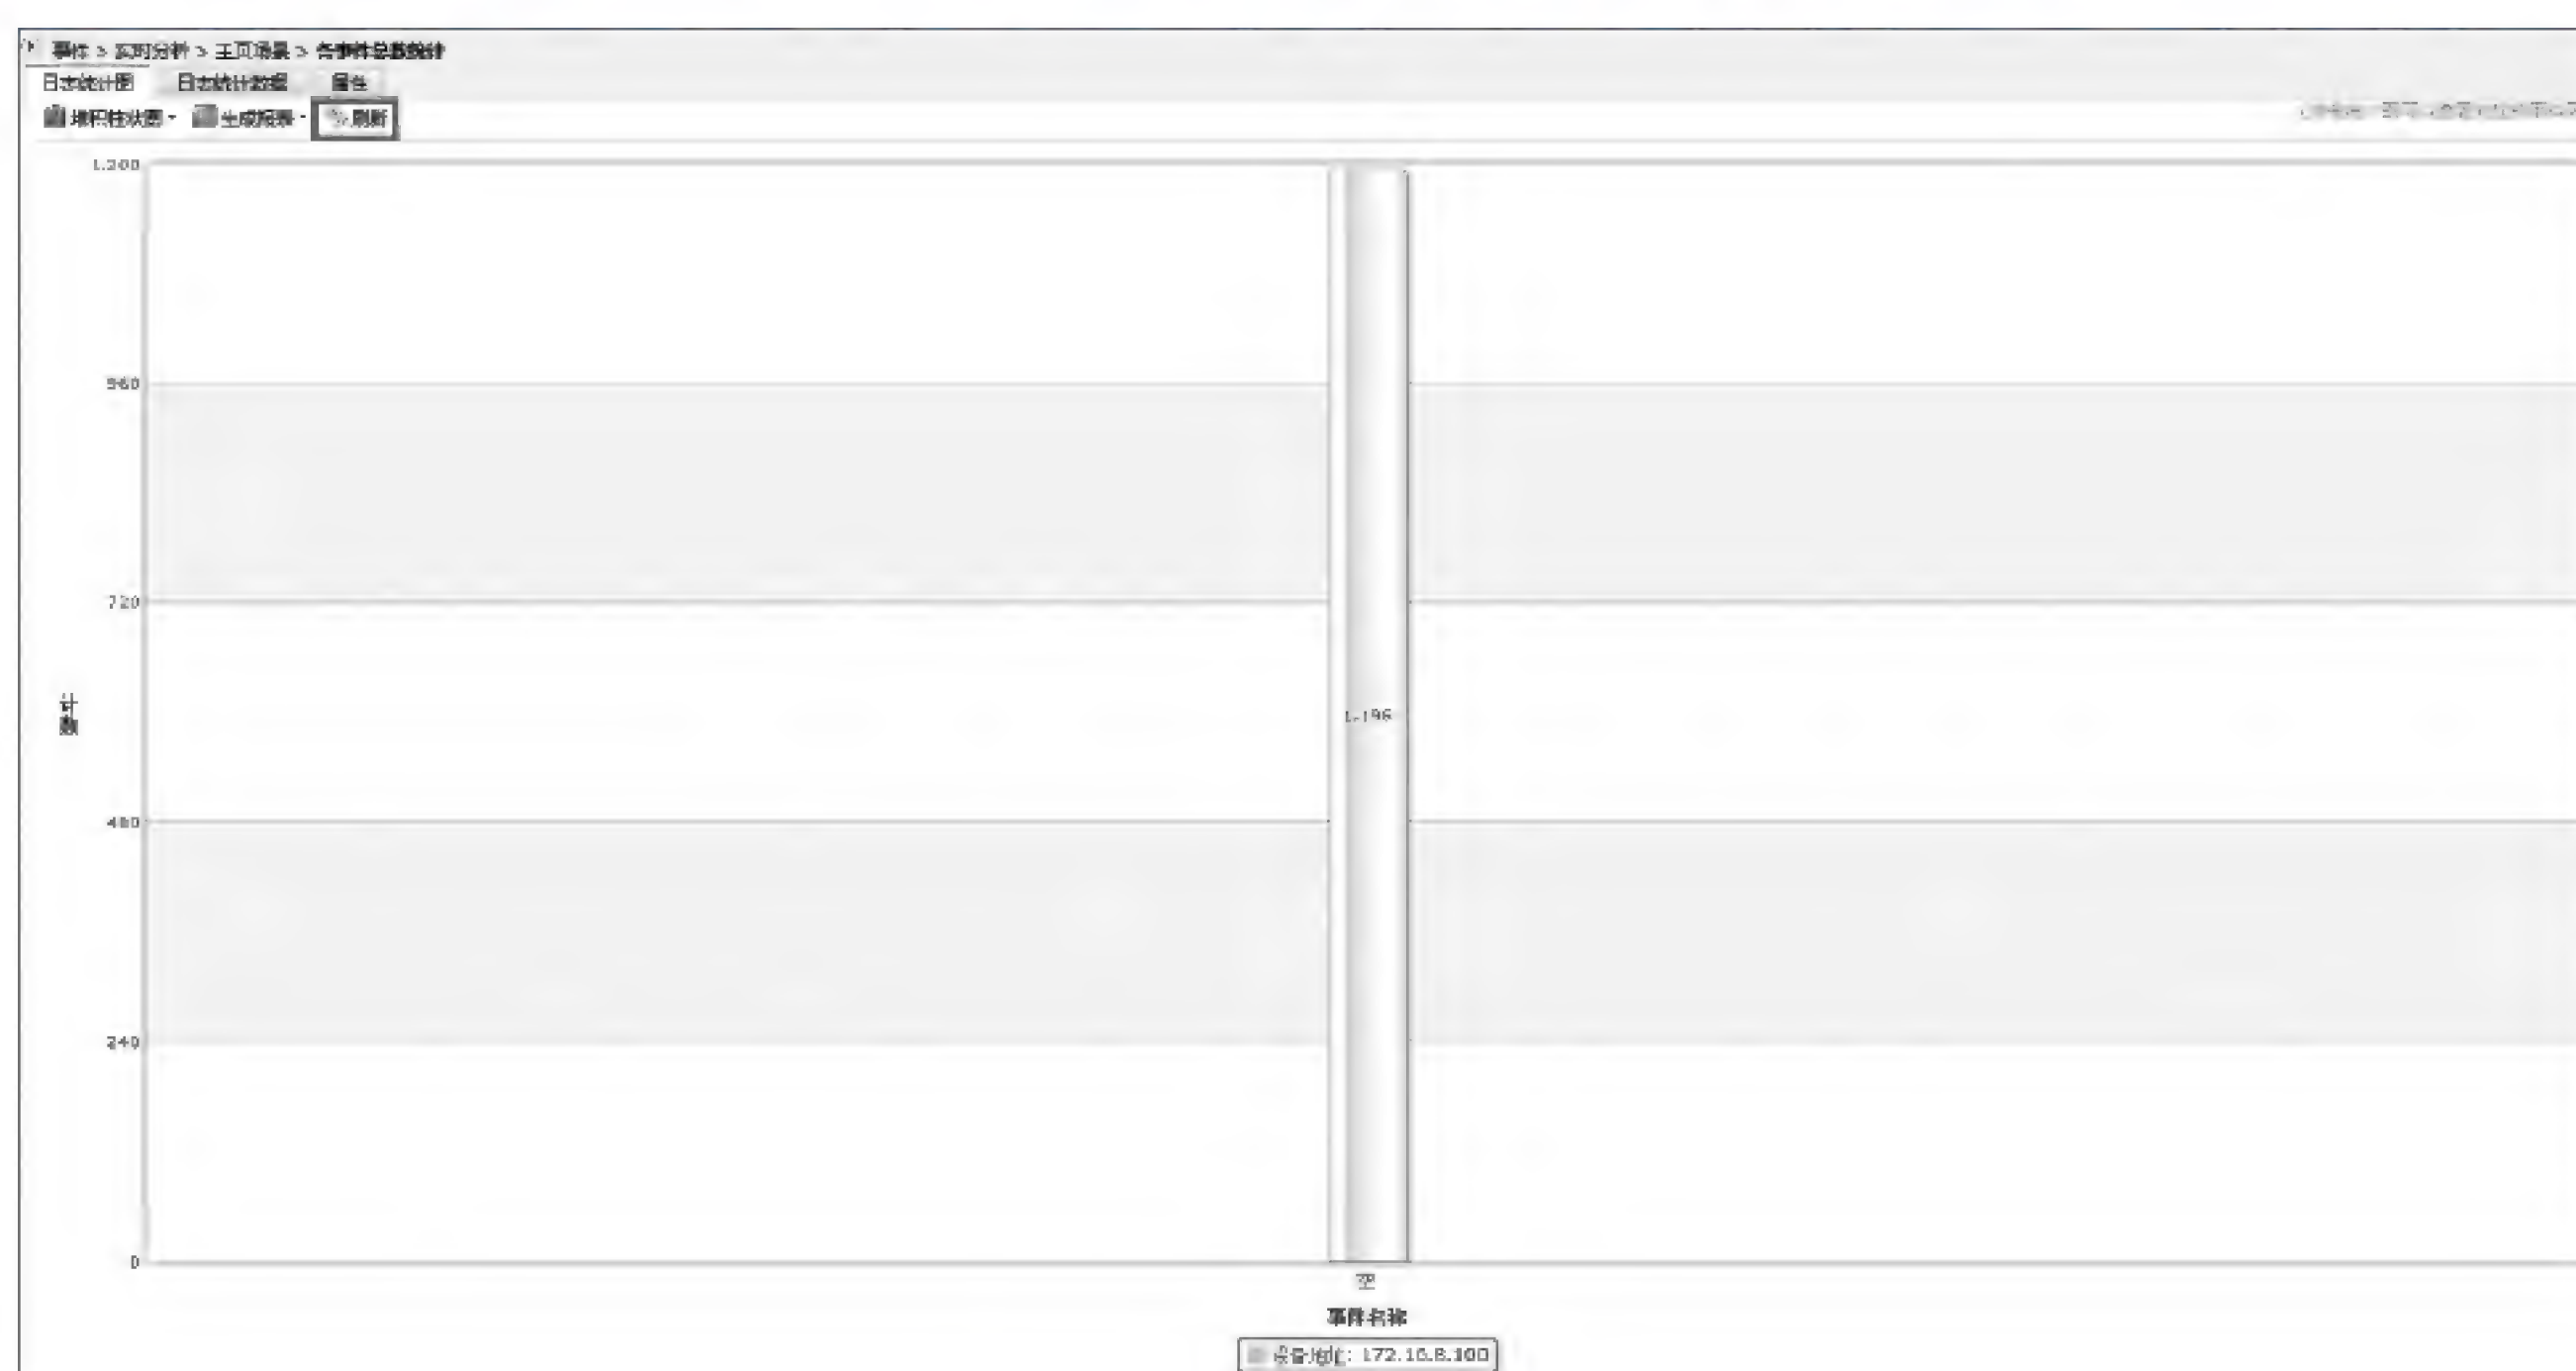 事件 > 实时分析 > 主页场景 > 各事件总数统计
日志统计图 日志统计数据 属性
堆积柱状图 生成报表 刷新
1,200
960
720
480
240
0
计数
1,196
空
事件名称
设备地址: 172.16.8.100